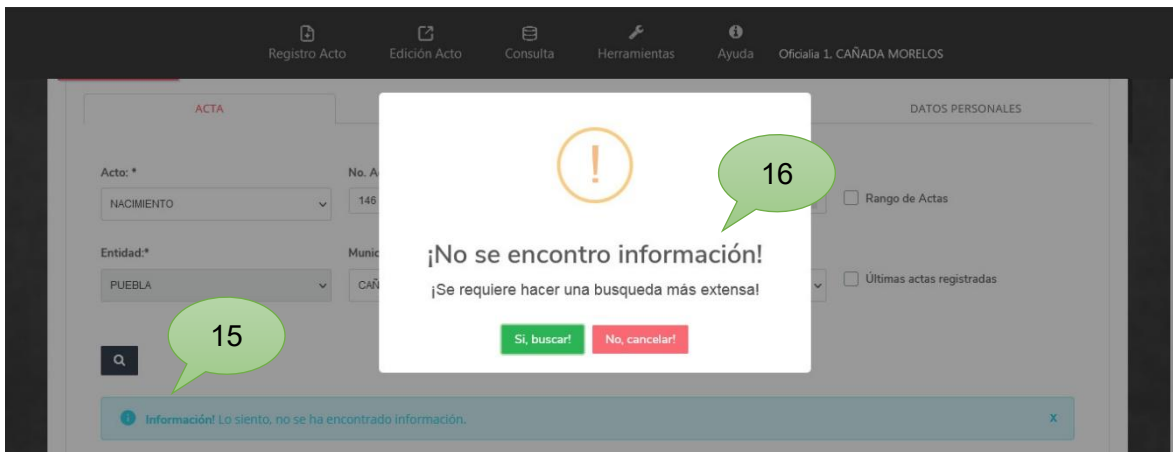 Registro Acto
Edición Acto
Consulta
Herramientas
Ayuda
Oficialia 1, CAÑADA MORELOS
ACTA
DATOS PERSONALES
Acto: *
No.
NACIMIENTO
146
Rango de Actas
16
¡No se encontro información!
¡Se requiere hacer una busqueda más extensa!
Si, buscar!
No, cancelar!
Entidad:*
PUEBLA
Últimas actas registradas
15
Información! Lo siento, no se ha encontrado información.
x